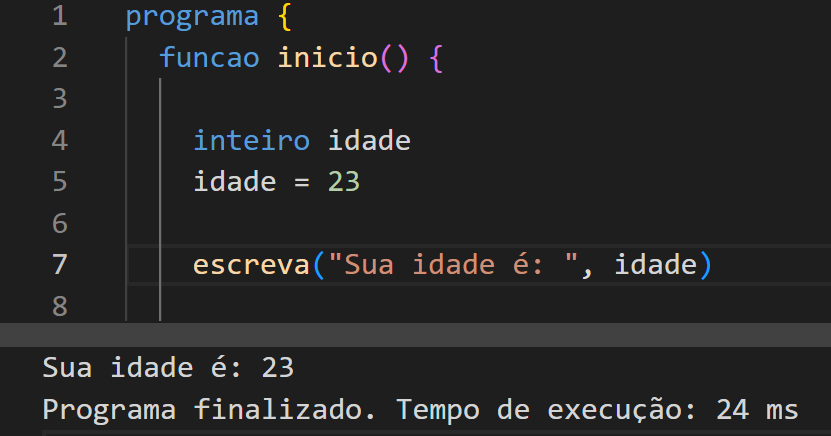 1 programa {
2 funcao inicio() {
3
4 inteiro idade
5 idade = 23
6
7 escreva("Sua idade é: ", idade)
8
Sua idade é: 23
Programa finalizado. Tempo de execução: 24 ms